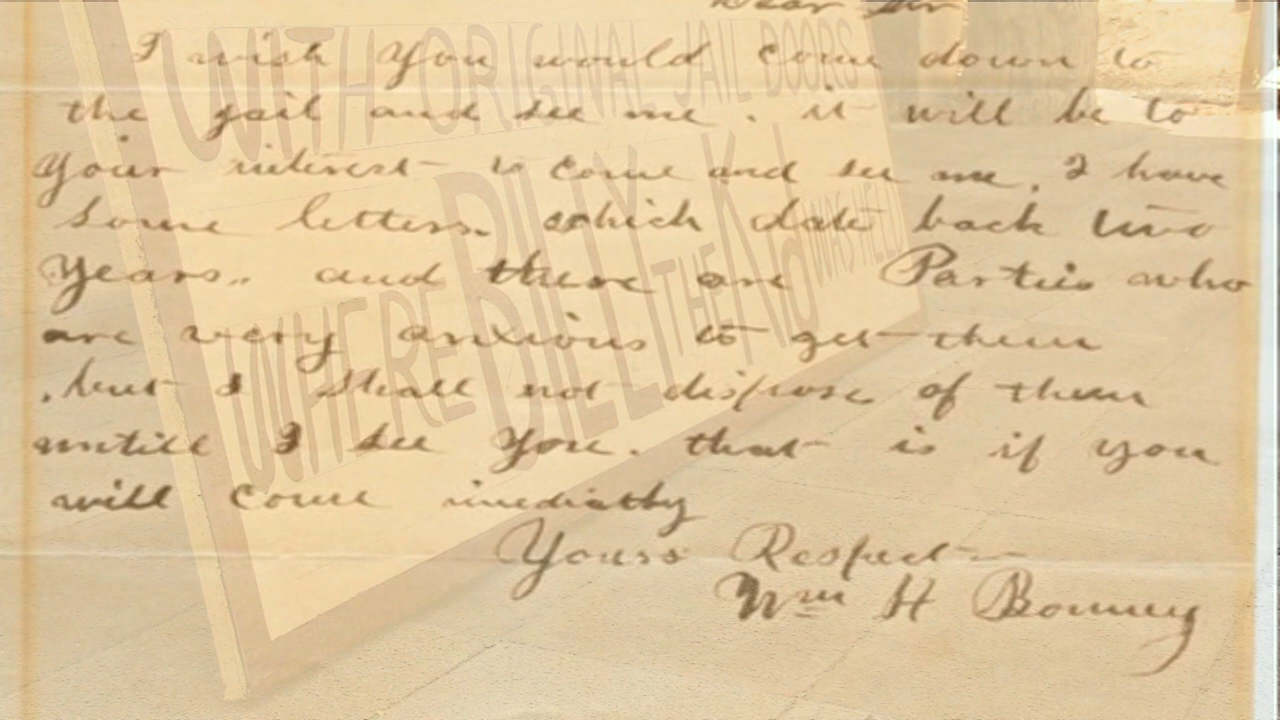 Dear Sir
I wish you would come down to
the jail and see me. it will be to
your interest to come and see me. I have
some letters which date back two
years,, and there are Parties who
are very anxious to get them
. but I shall not dispose of them
untill I see you. that is if you
will come imediatly
Yours Respect
Wm H Bonney
WITH ORIGINAL JAIL DOORS
WHERE BILLY THE KID WAS HELD